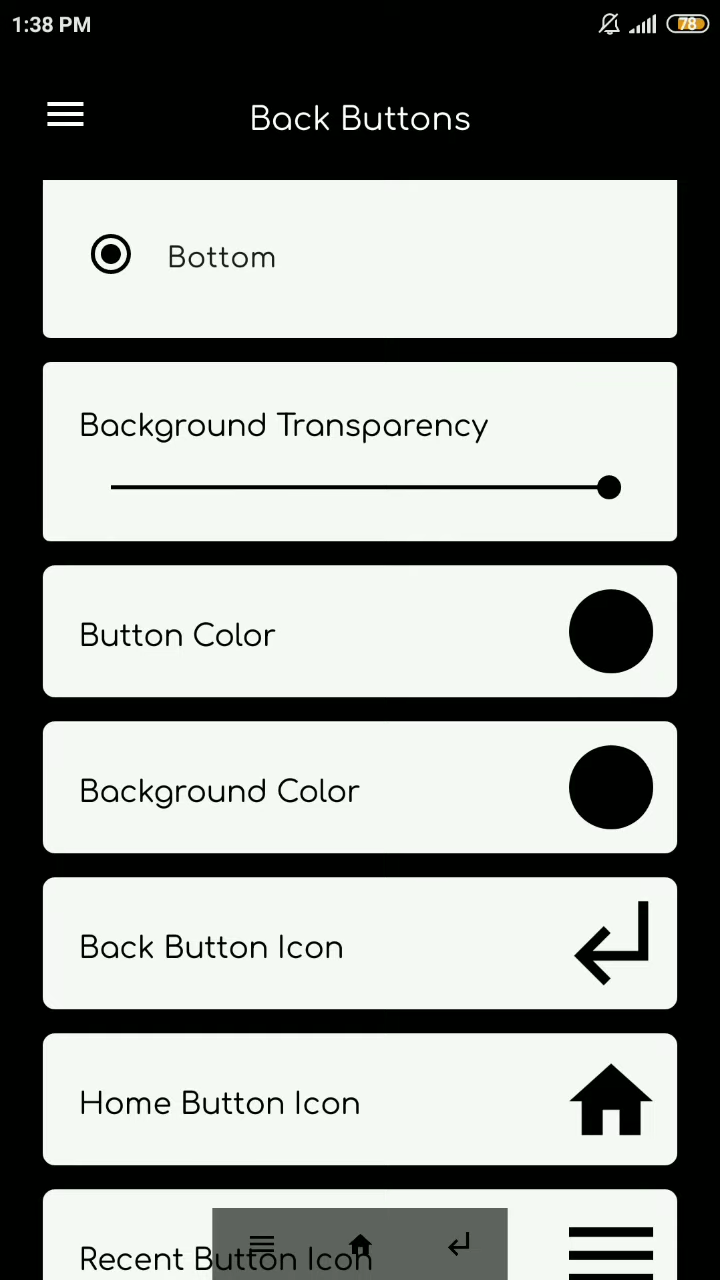 1:38 PM
78
Back Buttons
Bottom
Background Transparency
Button Color
Background Color
Back Button Icon
Home Button Icon
Recent Button Icon